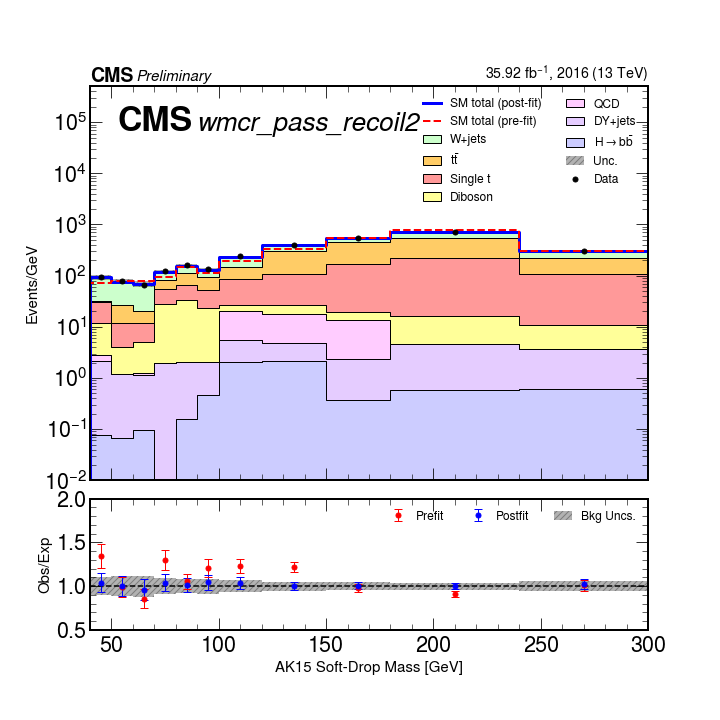 CMS Preliminary 35.92 fb⁻¹, 2016 (13 TeV)
CMS wmcr_pass_recoil2
SM total (post-fit)
SM total (pre-fit)
W+jets
tt̄
Single t
Diboson
QCD
DY+jets
H→bb̄
Unc.
Data
Events/GeV
10⁵
10⁴
10³
10²
10¹
10⁰
10⁻¹
10⁻²
Prefit Postfit Bkg Uncs.
Obs/Exp
2.0
1.5
1.0
0.5
50 100 150 200 250 300
AK15 Soft-Drop Mass [GeV]